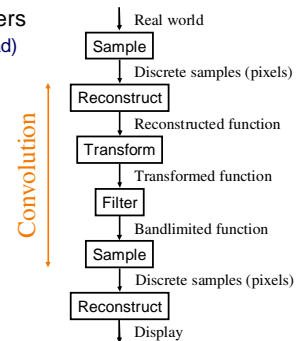 ers
d)
Real world
Sample
Discrete samples (pixels)
Reconstruct
Reconstructed function
Transform
Transformed function
Filter
Bandlimited function
Sample
Discrete samples (pixels)
Reconstruct
Display
Convolution